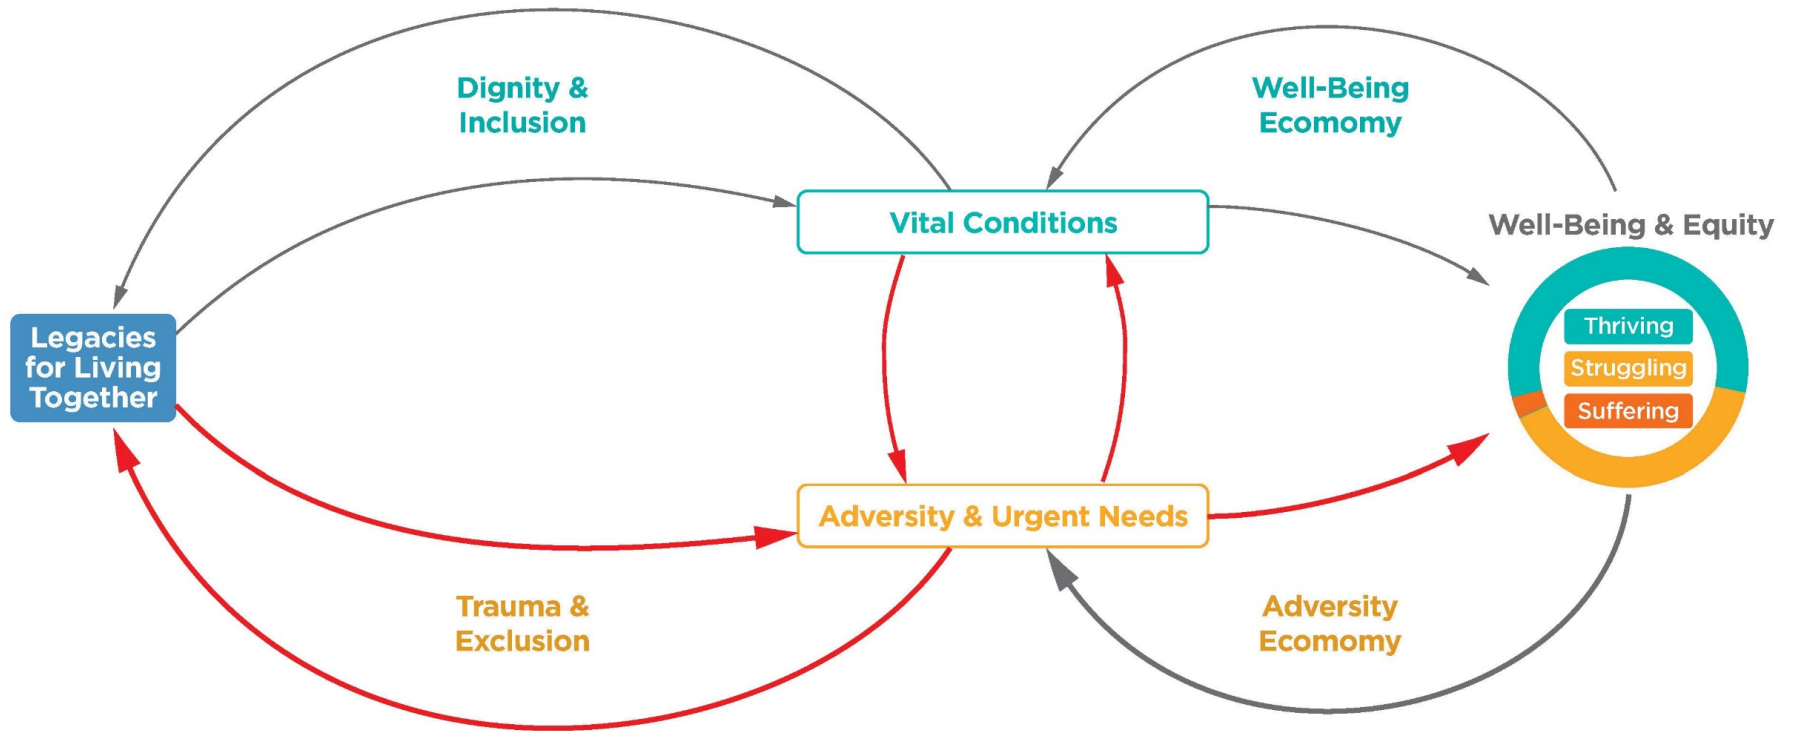 Dignity &
Inclusion
Well-Being
Ecomomy
Vital Conditions
Well-Being & Equity
Legacies
for Living
Together
Thriving
Struggling
Suffering
Adversity & Urgent Needs
Trauma &
Exclusion
Adversity
Ecomomy